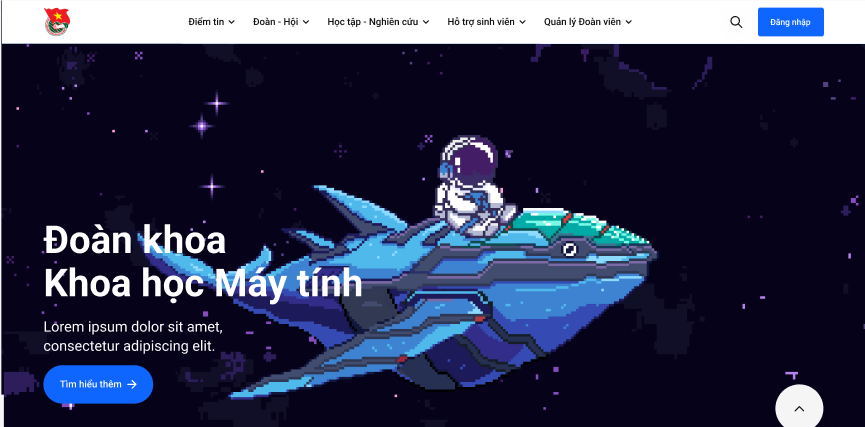 Điểm tin
Đoàn - Hội
Học tập - Nghiên cứu
Hỗ trợ sinh viên
Quản lý Đoàn viên
Đăng nhập
Đoàn khoa
Khoa học Máy tính
Lorem ipsum dolor sit amet,
consectetur adipiscing elit.
Tìm hiểu thêm